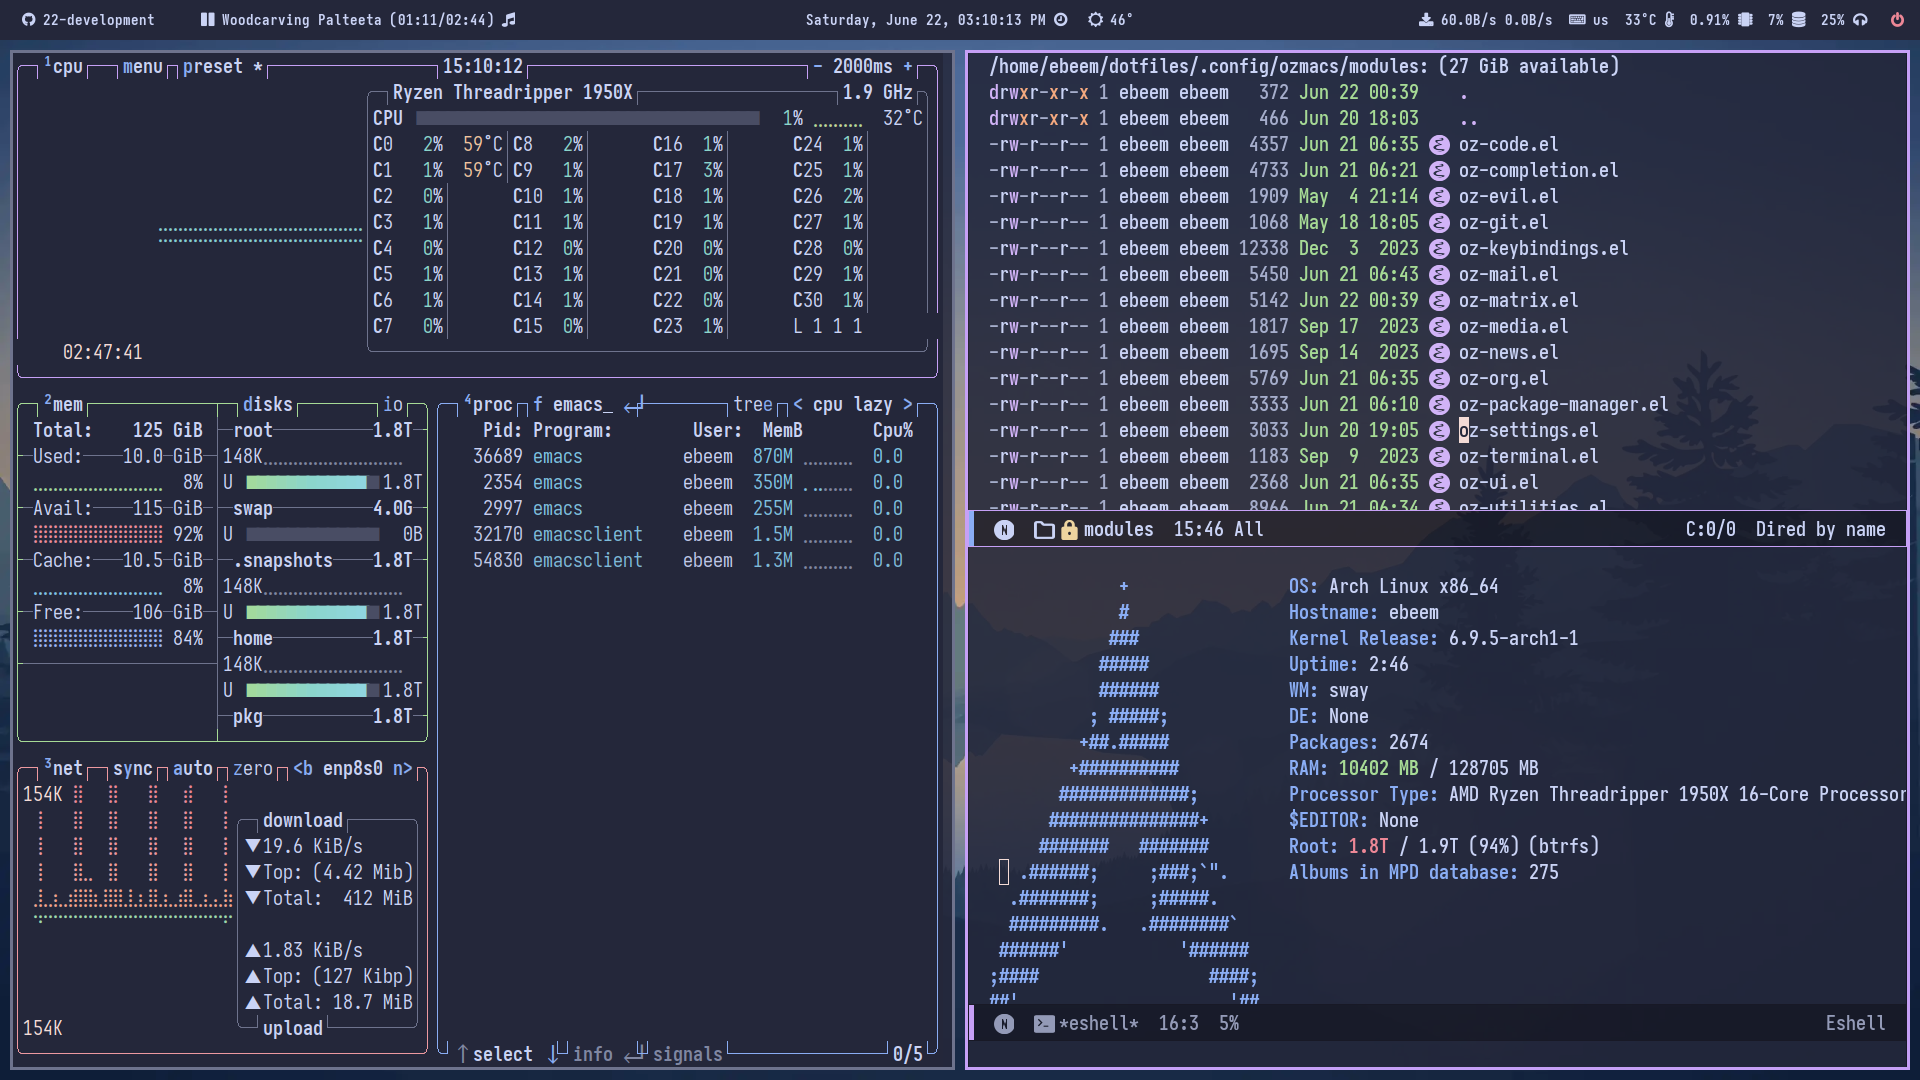 22-development
Woodcarving Palteeta (01:11/02:44)
Saturday, June 22, 03:10:13 PM
46°
60.0B/s 0.0B/s
us
33°C
0.91%
7%
25%
1cpu menu preset * 15:10:12 - 2000ms +
Ryzen Threadripper 1950X 1.9 GHz
CPU 1% 32°C
C0 2% 59°C C8 2% C16 1% C24 1%
C1 1% 59°C C9 1% C17 3% C25 1%
C2 0% C10 1% C18 1% C26 2%
C3 1% C11 1% C19 1% C27 1%
C4 0% C12 0% C20 0% C28 0%
C5 1% C13 1% C21 0% C29 1%
C6 1% C14 1% C22 0% C30 1%
C7 0% C15 0% C23 1% L 1 1 1
02:47:41
2mem disks io
Total: 125 GiB
Used: 10.0 GiB
8%
Avail: 115 GiB
92%
Cache: 10.5 GiB
8%
Free: 106 GiB
84%
root 1.8T
148K
U 1.8T
swap 4.0G
U 0B
.snapshots 1.8T
148K
U 1.8T
home 1.8T
148K
U 1.8T
pkg 1.8T
4proc f emacs_ ↵ tree < cpu lazy >
Pid: Program: User: MemB Cpu%
36689 emacs ebeem 870M 0.0
2354 emacs ebeem 350M 0.0
2997 emacs ebeem 255M 0.0
32170 emacsclient ebeem 1.5M 0.0
54830 emacsclient ebeem 1.3M 0.0
↑ select ↓ info ↵ signals 0/5
3net sync auto zero <b enp8s0 n>
154K
download
▼19.6 KiB/s
▼Top: (4.42 Mib)
▼Total: 412 MiB
▲1.83 KiB/s
▲Top: (127 Kibp)
▲Total: 18.7 MiB
upload
154K
/home/ebeem/dotfiles/.config/ozmacs/modules: (27 GiB available)
drwxr-xr-x 1 ebeem ebeem 372 Jun 22 00:39 .
drwxr-xr-x 1 ebeem ebeem 466 Jun 20 18:03 ..
-rw-r--r-- 1 ebeem ebeem 4357 Jun 21 06:35 oz-code.el
-rw-r--r-- 1 ebeem ebeem 4733 Jun 21 06:21 oz-completion.el
-rw-r--r-- 1 ebeem ebeem 1909 May 4 21:14 oz-evil.el
-rw-r--r-- 1 ebeem ebeem 1068 May 18 18:05 oz-git.el
-rw-r--r-- 1 ebeem ebeem 12338 Dec 3 2023 oz-keybindings.el
-rw-r--r-- 1 ebeem ebeem 5450 Jun 21 06:43 oz-mail.el
-rw-r--r-- 1 ebeem ebeem 5142 Jun 22 00:39 oz-matrix.el
-rw-r--r-- 1 ebeem ebeem 1817 Sep 17 2023 oz-media.el
-rw-r--r-- 1 ebeem ebeem 1695 Sep 14 2023 oz-news.el
-rw-r--r-- 1 ebeem ebeem 5769 Jun 21 06:35 oz-org.el
-rw-r--r-- 1 ebeem ebeem 3333 Jun 21 06:10 oz-package-manager.el
-rw-r--r-- 1 ebeem ebeem 3033 Jun 20 19:05 oz-settings.el
-rw-r--r-- 1 ebeem ebeem 1183 Sep 9 2023 oz-terminal.el
-rw-r--r-- 1 ebeem ebeem 2368 Jun 21 06:35 oz-ui.el
-rw-r--r-- 1 ebeem ebeem 8966 Jun 21 06:34 oz-utilities.el
N modules 15:46 All C:0/0 Dired by name
+ OS: Arch Linux x86_64
# Hostname: ebeem
### Kernel Release: 6.9.5-arch1-1
##### Uptime: 2:46
###### WM: sway
; #####; DE: None
+##.##### Packages: 2674
+########## RAM: 10402 MB / 128705 MB
#############; Processor Type: AMD Ryzen Threadripper 1950X 16-Core Processor
###############+ $EDITOR: None
####### ####### Root: 1.8T / 1.9T (94%) (btrfs)
.######; ;###;`". Albums in MPD database: 275
.#######; ;#####.
#########. .########`
######' '######
;#### ####;
##' '##
N *eshell* 16:3 5% Eshell